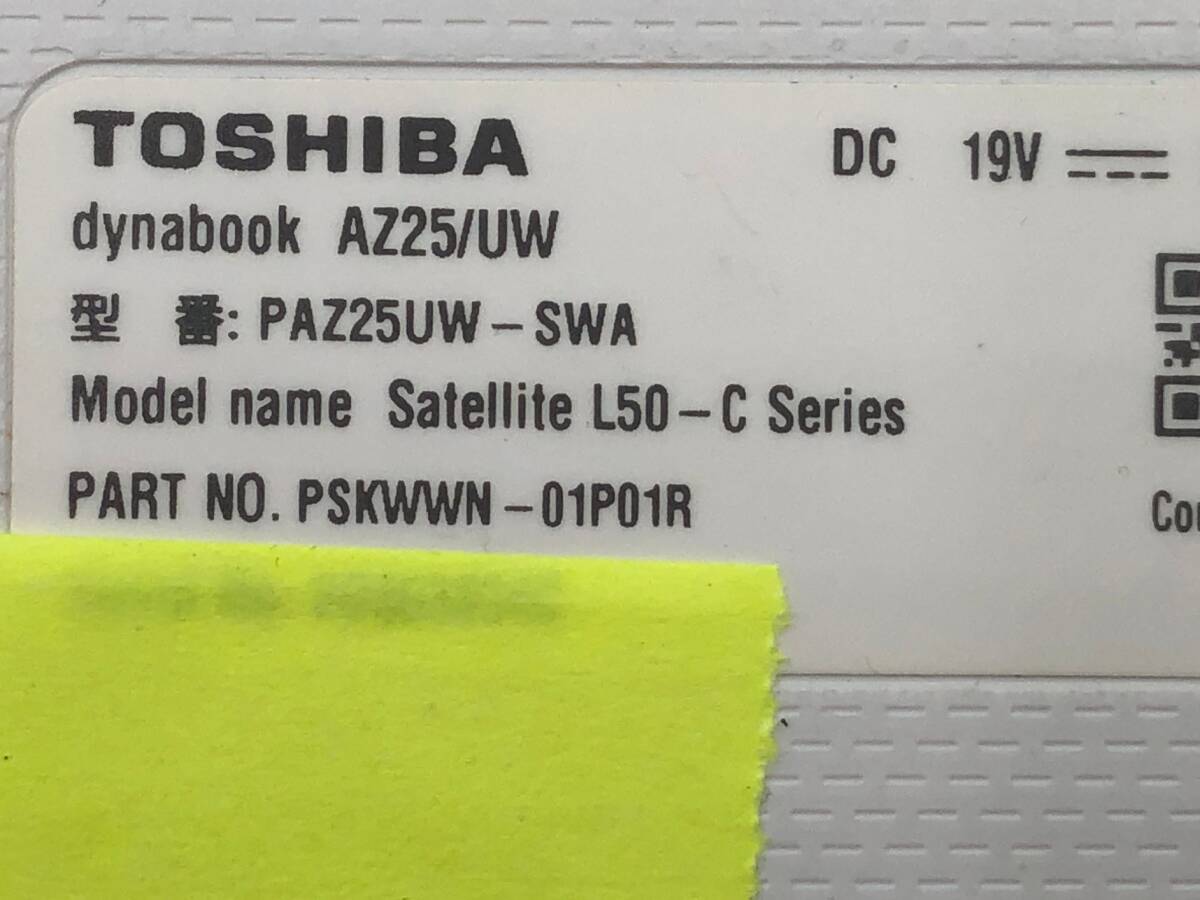 TOSHIBA
DC 19V
dynabook AZ25/UW
型 番: PAZ25UW-SWA
Model name Satellite L50-C Series
PART NO. PSKWWN-01P01R